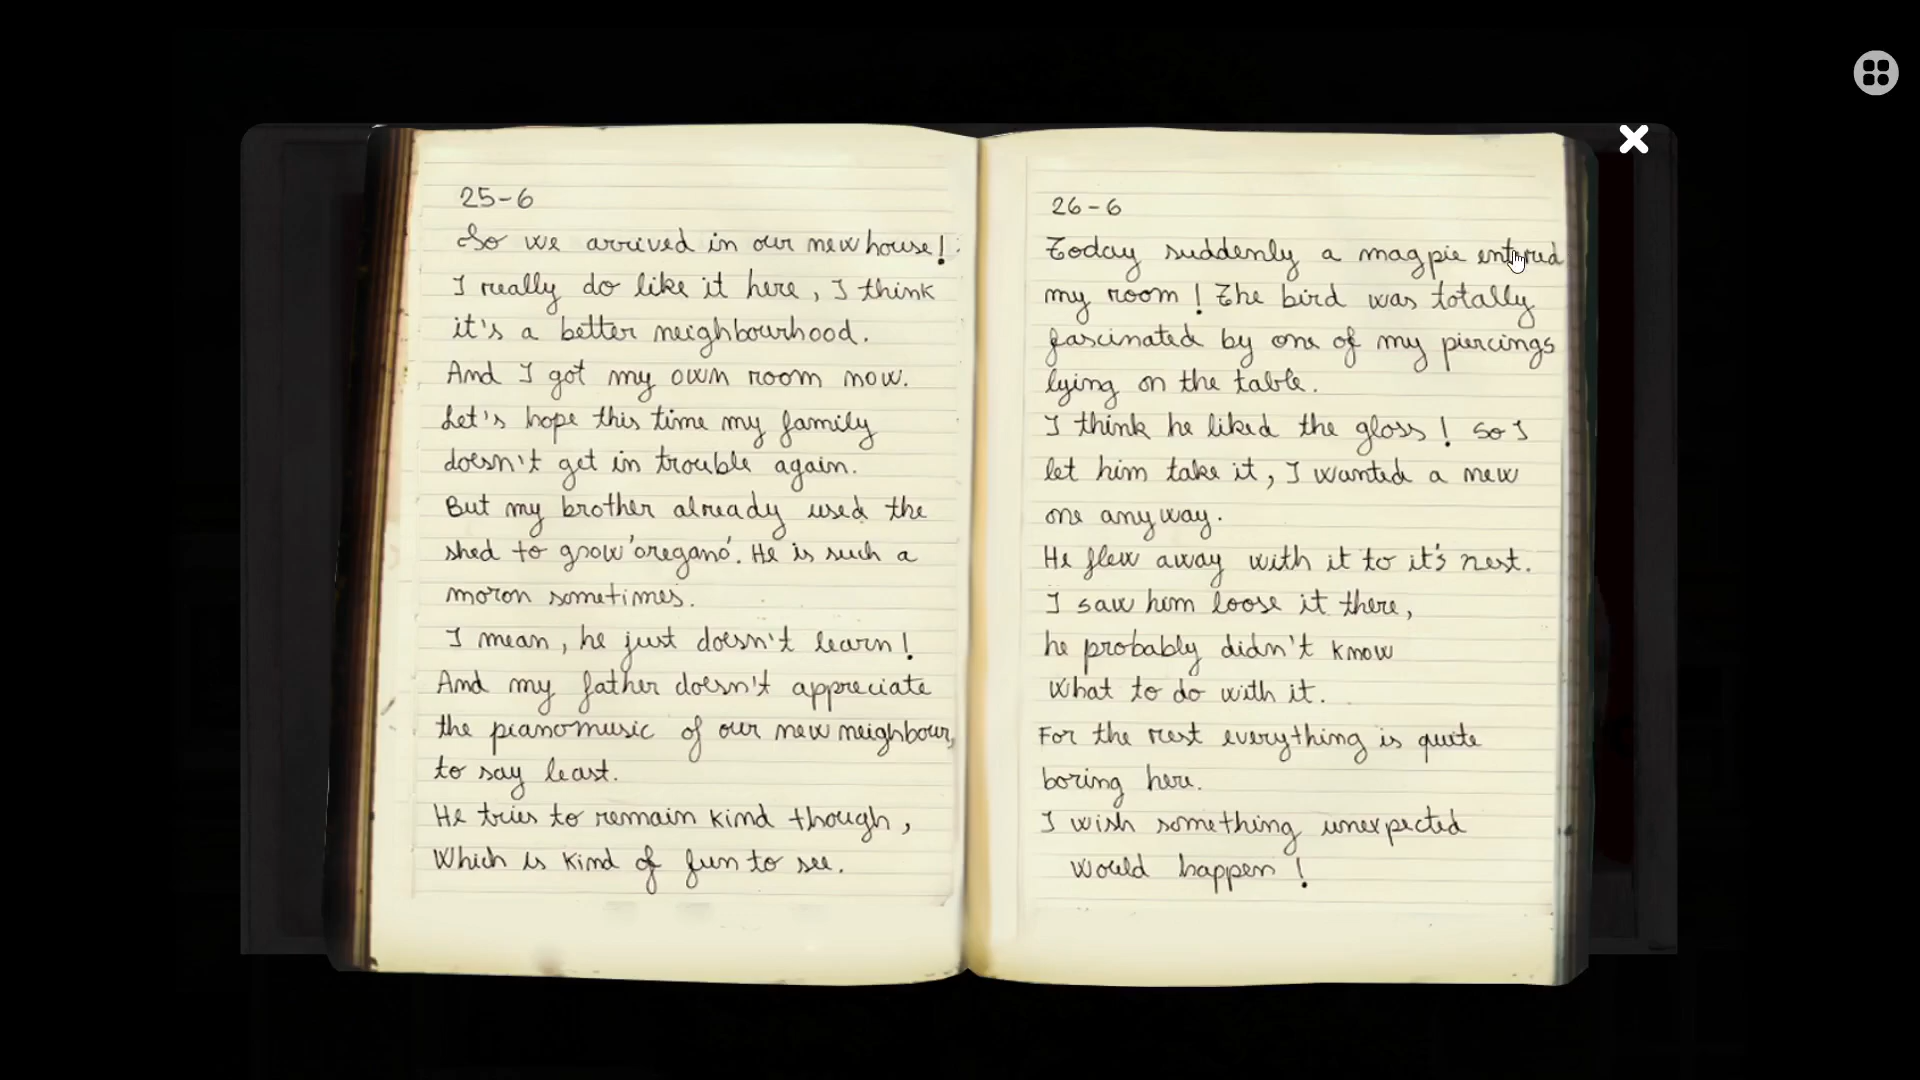 25-6
So we arrived in our new house!
I really do like it here, I think
it's a better neighbourhood.
And I got my own room now.
Let's hope this time my family
doesn't get in trouble again.
But my brother already used the
shed to grow 'oregano'. He is such a
moron sometimes.
I mean, he just doesn't learn!
And my father doesn't appreciate
the pianomusic of our new neighbour,
to say least.
He tries to remain kind though,
Which is kind of fun to see.
26-6
Today suddenly a magpie entered
my room! The bird was totally
fascinated by one of my piercings
lying on the table.
I think he liked the gloss! So I
let him take it, I wanted a new
one anyway.
He flew away with it to it's nest.
I saw him loose it there,
he probably didn't know
What to do with it.
For the rest everything is quite
boring here.
I wish something unexpected
Would happen!